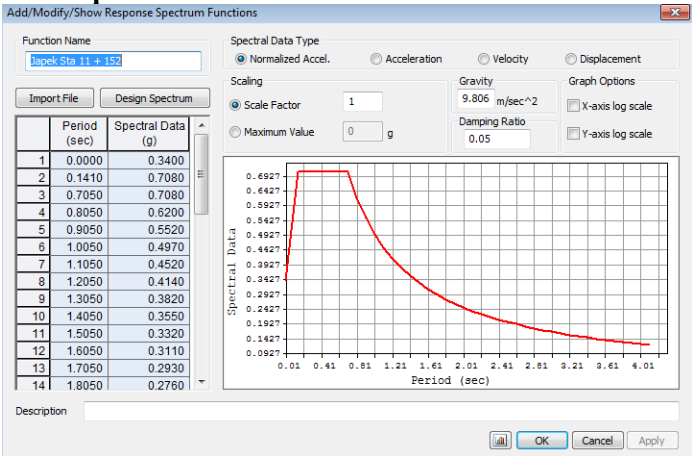 Add/Modify/Show Response Spectrum Functions
Function Name
Japek Sta 11 + 152
Import File
Design Spectrum
Spectral Data Type
Normalized Accel.
Acceleration
Velocity
Displacement
Scaling
Scale Factor
1
Maximum Value
0
g
Gravity
9.806 m/sec^2
Damping Ratio
0.05
Graph Options
X-axis log scale
Y-axis log scale
Period (sec) Spectral Data (g)
1 0.0000 0.3400
2 0.1410 0.7080
3 0.7050 0.7080
4 0.8050 0.6200
5 0.9050 0.5520
6 1.0050 0.4970
7 1.1050 0.4520
8 1.2050 0.4140
9 1.3050 0.3820
10 1.4050 0.3550
11 1.5050 0.3320
12 1.6050 0.3110
13 1.7050 0.2930
14 1.8050 0.2760
Spectral Data
0.6927
0.6427
0.5927
0.5427
0.4927
0.4427
0.3927
0.3427
0.2927
0.2427
0.1927
0.1427
0.0927
0.01 0.41 0.81 1.21 1.61 2.01 2.41 2.81 3.21 3.61 4.01
Period (sec)
Description
OK
Cancel
Apply